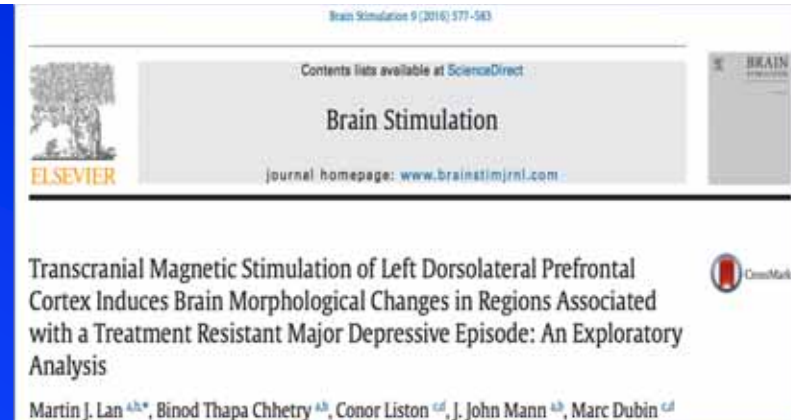 Brain Stimulation 9 (2016) 577–583
Contents lists available at ScienceDirect
BRAIN
Brain Stimulation
journal homepage: www.brainstimjrnl.com
ELSEVIER
Transcranial Magnetic Stimulation of Left Dorsolateral Prefrontal
Cortex Induces Brain Morphological Changes in Regions Associated
with a Treatment Resistant Major Depressive Episode: An Exploratory
Analysis
CrossMark
Martin J. Lan a,b,*, Binod Thapa Chhetry a,b, Conor Liston c,d, J. John Mann a,b, Marc Dubin c,d